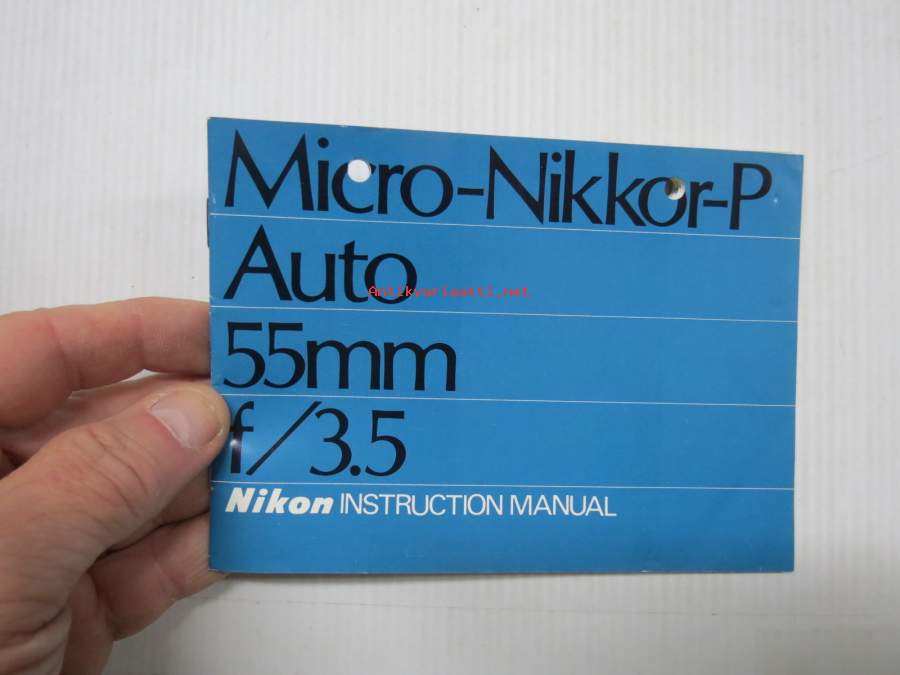 Micro-Nikkor-P
Auto
Antikvariaatti.net
55mm
f/3.5
Nikon INSTRUCTION MANUAL